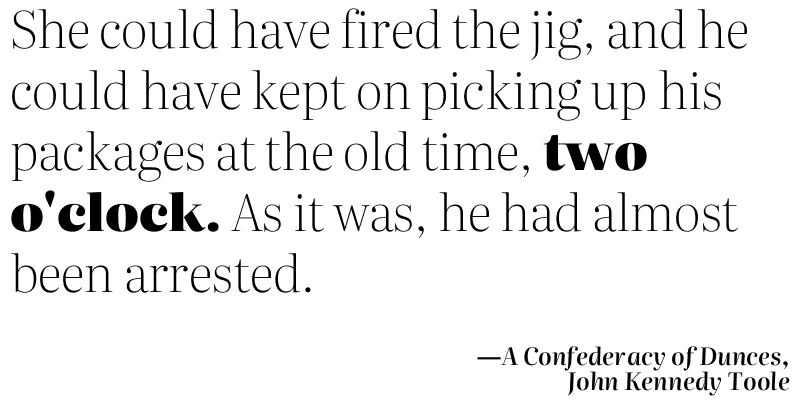 She could have fired the jig, and he
could have kept on picking up his
packages at the old time, two
o'clock. As it was, he had almost
been arrested.
—A Confederacy of Dunces,
John Kennedy Toole